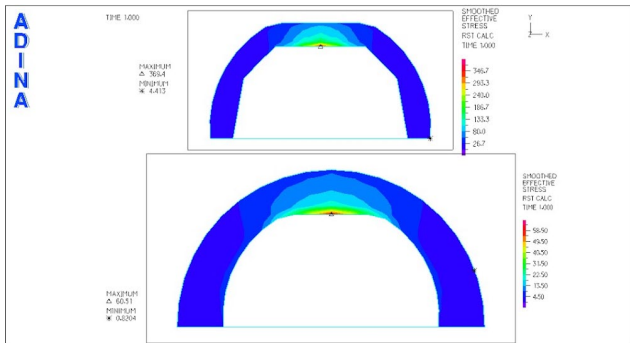 ADINA
TIME 1.000
MAXIMUM
369.4
MINIMUM
4.413
SMOOTHED
EFFECTIVE
STRESS
RST CALC
TIME 1.000
346.7
293.3
240.0
186.7
133.3
80.0
26.7
Y
X
MAXIMUM
60.51
MINIMUM
0.8204
SMOOTHED
EFFECTIVE
STRESS
RST CALC
TIME 1.000
58.50
49.50
40.50
31.50
22.50
13.50
4.50